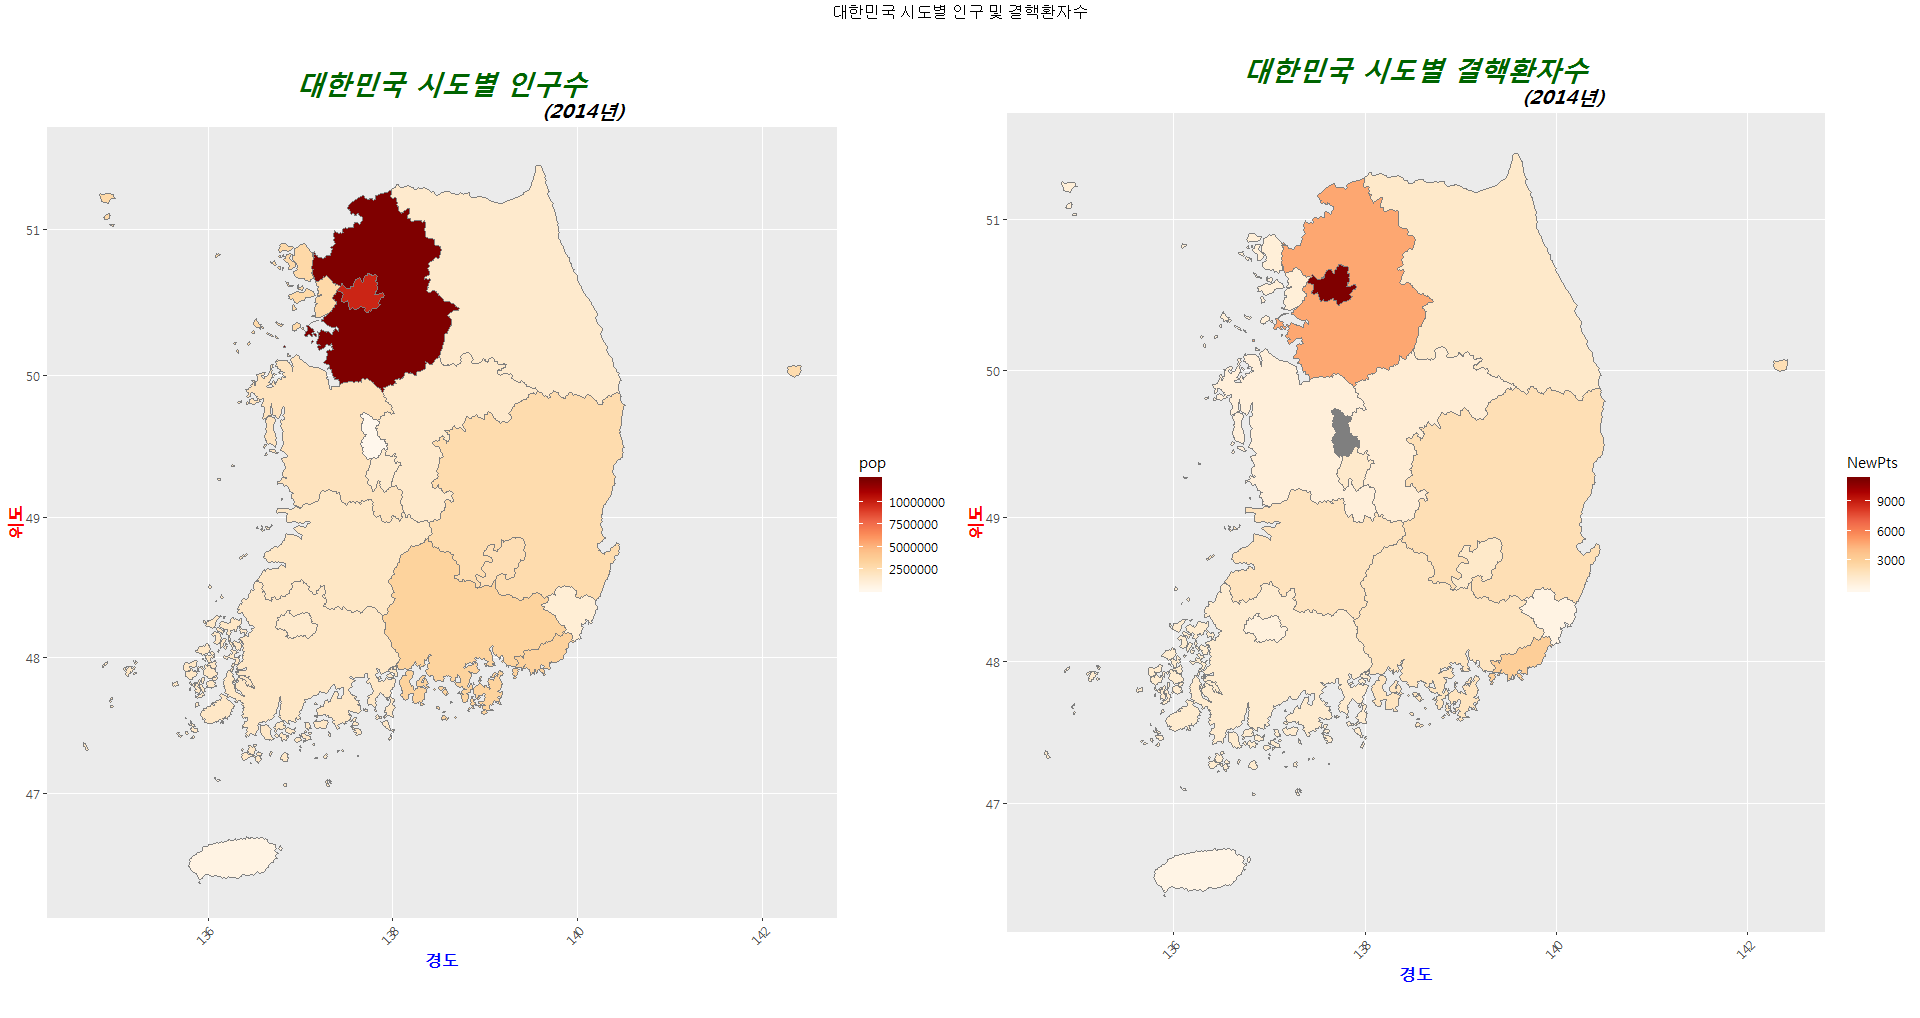 대한민국 시도별 인구 및 결핵환자수
대한민국 시도별 인구수
(2014년)
51
50
49
48
47
위도
136
138
140
142
경도
pop
10000000
7500000
5000000
2500000
대한민국 시도별 결핵환자수
(2014년)
51
50
49
48
47
위도
136
138
140
142
경도
NewPts
9000
6000
3000